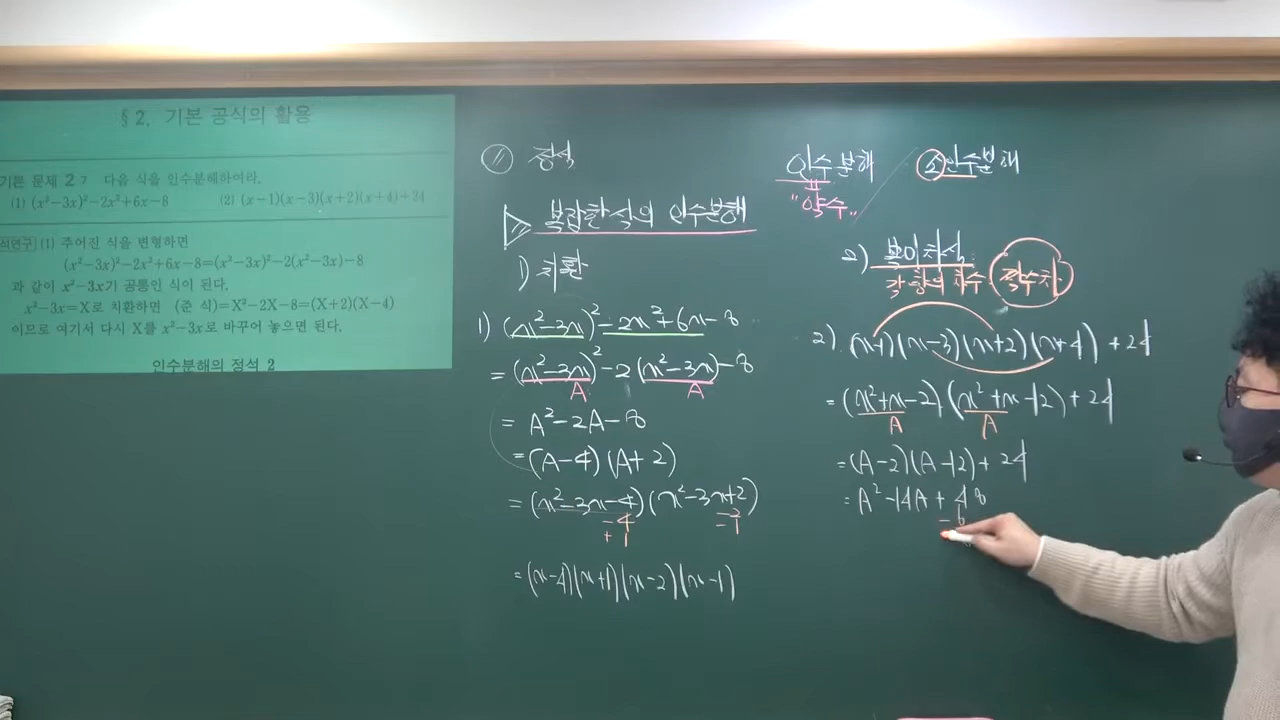 §2. 기본 공식의 활용
기본 문제 2-7 다음 식을 인수분해하여라.
(1) (x²−3x)²−2x²+6x−8 (2) (x−1)(x−3)(x+2)(x+4)+24
정석연구 (1) 주어진 식을 변형하면
(x²−3x)²−2x²+6x−8=(x²−3x)²−2(x²−3x)−8
과 같이 x²−3x가 공통인 식이 된다.
x²−3x=X로 치환하면 (준 식)=X²−2X−8=(X+2)(X−4)
이므로 여기서 다시 X를 x²−3x로 바꾸어 놓으면 된다.
인수분해의 정석 2
정석
▷ 복잡한 식의 인수분해
1) 치환
1) (x²−3x)²−2x²+6x−8
= (x²−3x)²−2(x²−3x)−8
A A
= A²−2A−8
= (A−4)(A+2)
= (x²−3x−4)(x²−3x+2)
−4 −2
+1 −1
= (x−4)(x+1)(x−2)(x−1)
인수분해
"약수"
소인수분해
2) 복이차식
각 항의 차수 짝수차
2) (x−1)(x−3)(x+2)(x+4)+24
= (x²+x−2)(x²+x−12)+24
A A
= (A−2)(A−12)+24
= A²−14A+48
−6